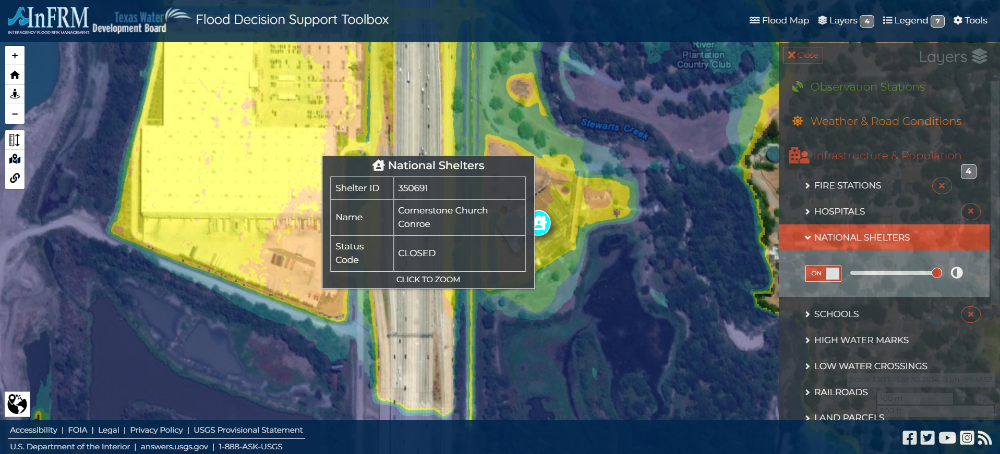 InFRM
INTERAGENCY FLOOD RISK MANAGEMENT
Texas Water
Development Board
Flood Decision Support Toolbox
Flood Map
Layers 4
Legend 7
Tools
+
−
River
Plantation
Country Club
Stewarts Creek
National Shelters
Shelter ID 350691
Name Cornerstone Church
Conroe
Status
Code CLOSED
CLICK TO ZOOM
Close
Layers
Observation Stations
Weather & Road Conditions
Infrastructure & Population
4
FIRE STATIONS
HOSPITALS
NATIONAL SHELTERS
ON
SCHOOLS
HIGH WATER MARKS
LOW WATER CROSSINGS
Scale 3,837 Lat 30.2534 Lon -95.4552
RAILROADS
100 m
500 ft
LAND PARCELS
Accessibility | FOIA | Legal | Privacy Policy | USGS Provisional Statement
U.S. Department of the Interior | answers.usgs.gov | 1-888-ASK-USGS